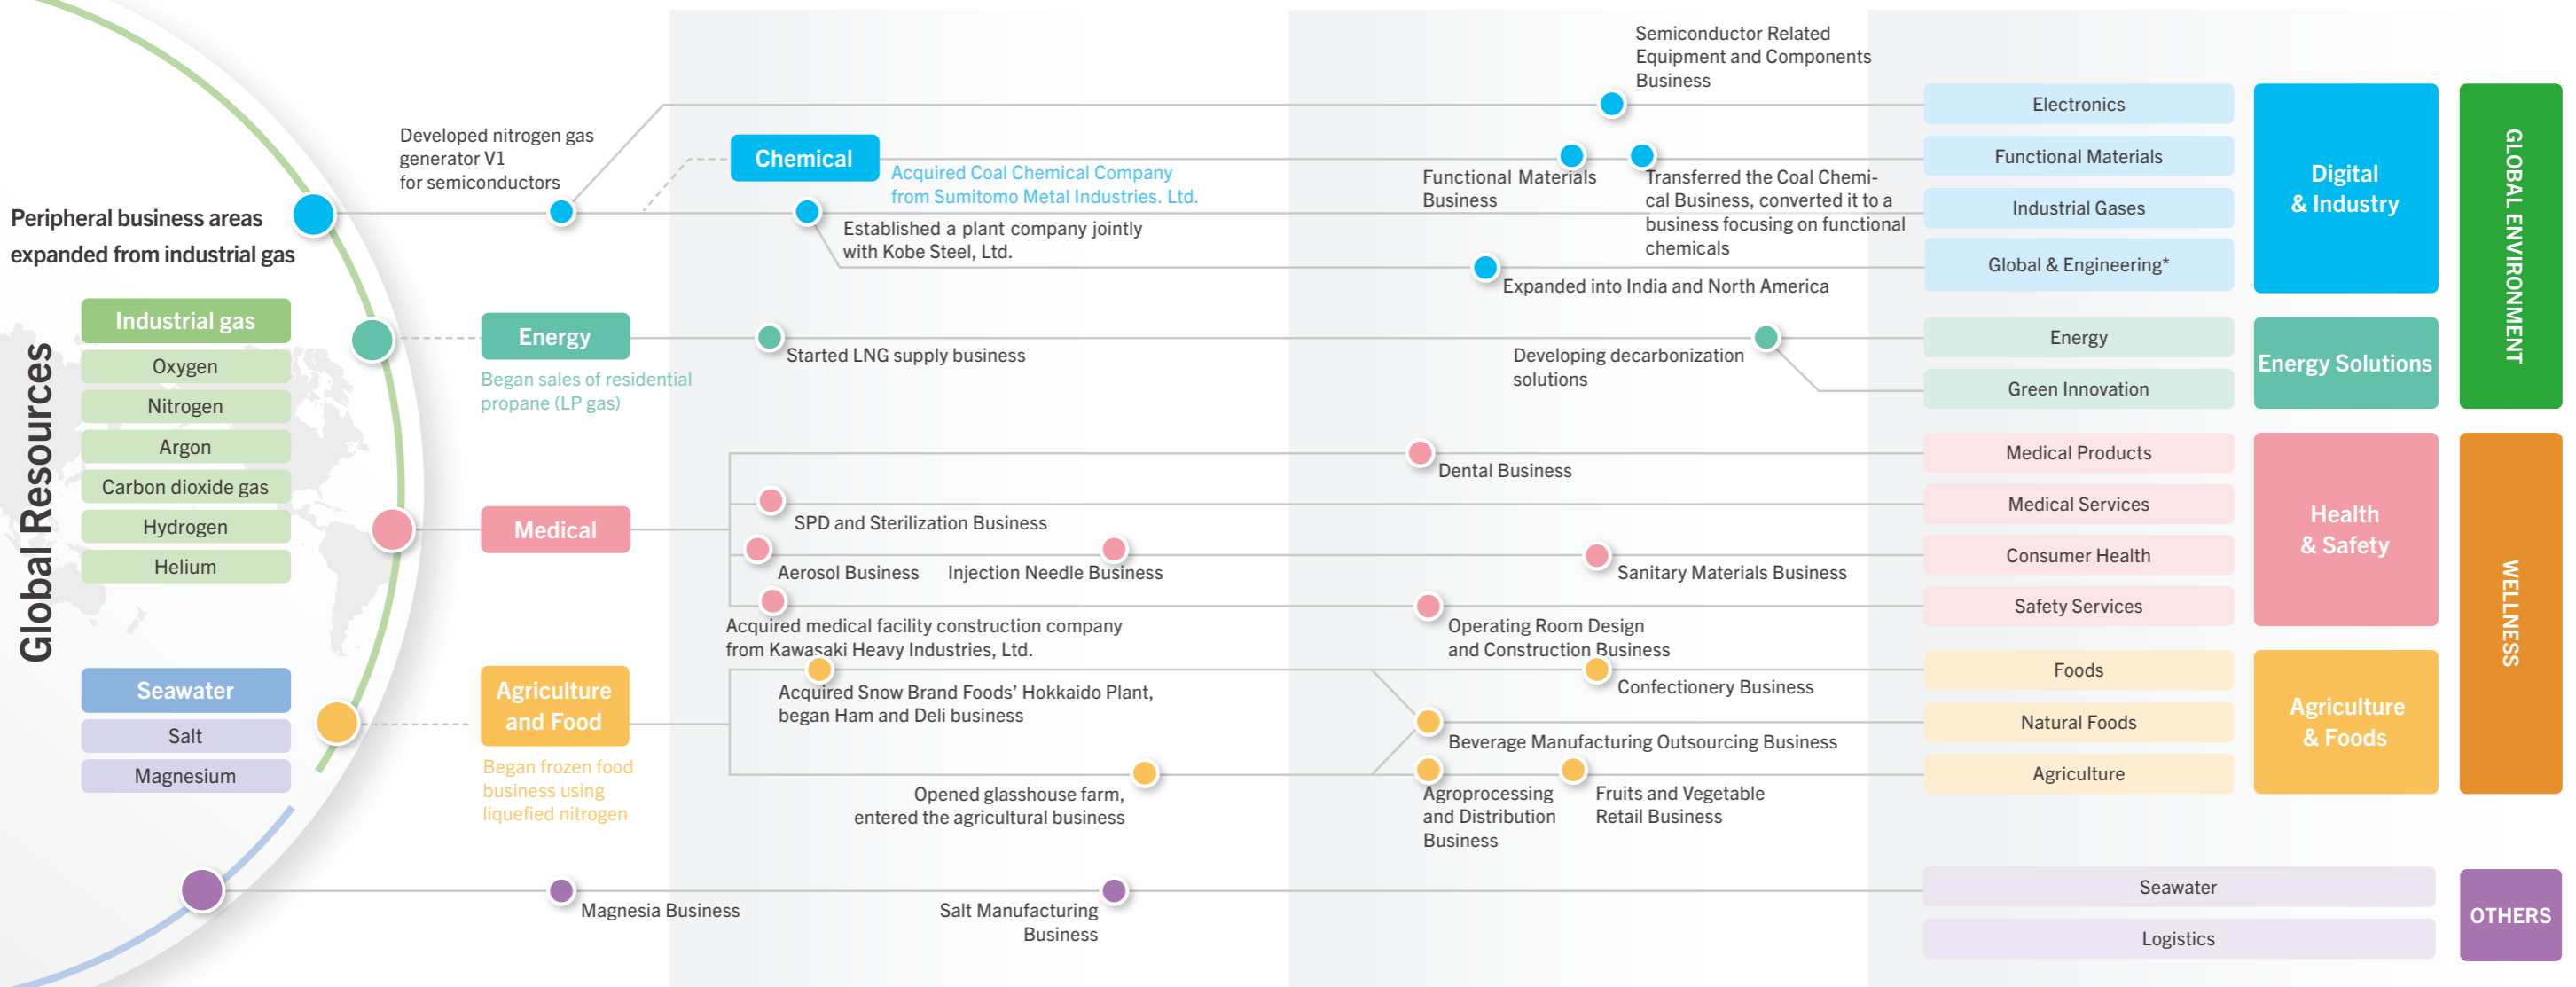 Global Resources
Peripheral business areas
expanded from industrial gas
Industrial gas
Oxygen
Nitrogen
Argon
Carbon dioxide gas
Hydrogen
Helium
Seawater
Salt
Magnesium
Developed nitrogen gas
generator V1
for semiconductors
Chemical
Acquired Coal Chemical Company
from Sumitomo Metal Industries. Ltd.
Established a plant company jointly
with Kobe Steel, Ltd.
Semiconductor Related
Equipment and Components
Business
Functional Materials
Business
Transferred the Coal Chemi-
cal Business, converted it to a
business focusing on functional
chemicals
Expanded into India and North America
Energy
Began sales of residential
propane (LP gas)
Started LNG supply business
Developing decarbonization
solutions
Medical
Dental Business
SPD and Sterilization Business
Aerosol Business
Injection Needle Business
Sanitary Materials Business
Acquired medical facility construction company
from Kawasaki Heavy Industries, Ltd.
Operating Room Design
and Construction Business
Agriculture
and Food
Began frozen food
business using
liquefied nitrogen
Acquired Snow Brand Foods’ Hokkaido Plant,
began Ham and Deli business
Confectionery Business
Beverage Manufacturing Outsourcing Business
Opened glasshouse farm,
entered the agricultural business
Agroprocessing
and Distribution
Business
Fruits and Vegetable
Retail Business
Magnesia Business
Salt Manufacturing
Business
Electronics
Functional Materials
Industrial Gases
Global & Engineering*
Digital
& Industry
Energy
Green Innovation
Energy Solutions
GLOBAL ENVIRONMENT
Medical Products
Medical Services
Consumer Health
Safety Services
Health
& Safety
Foods
Natural Foods
Agriculture
Agriculture
& Foods
WELLNESS
Seawater
Logistics
OTHERS